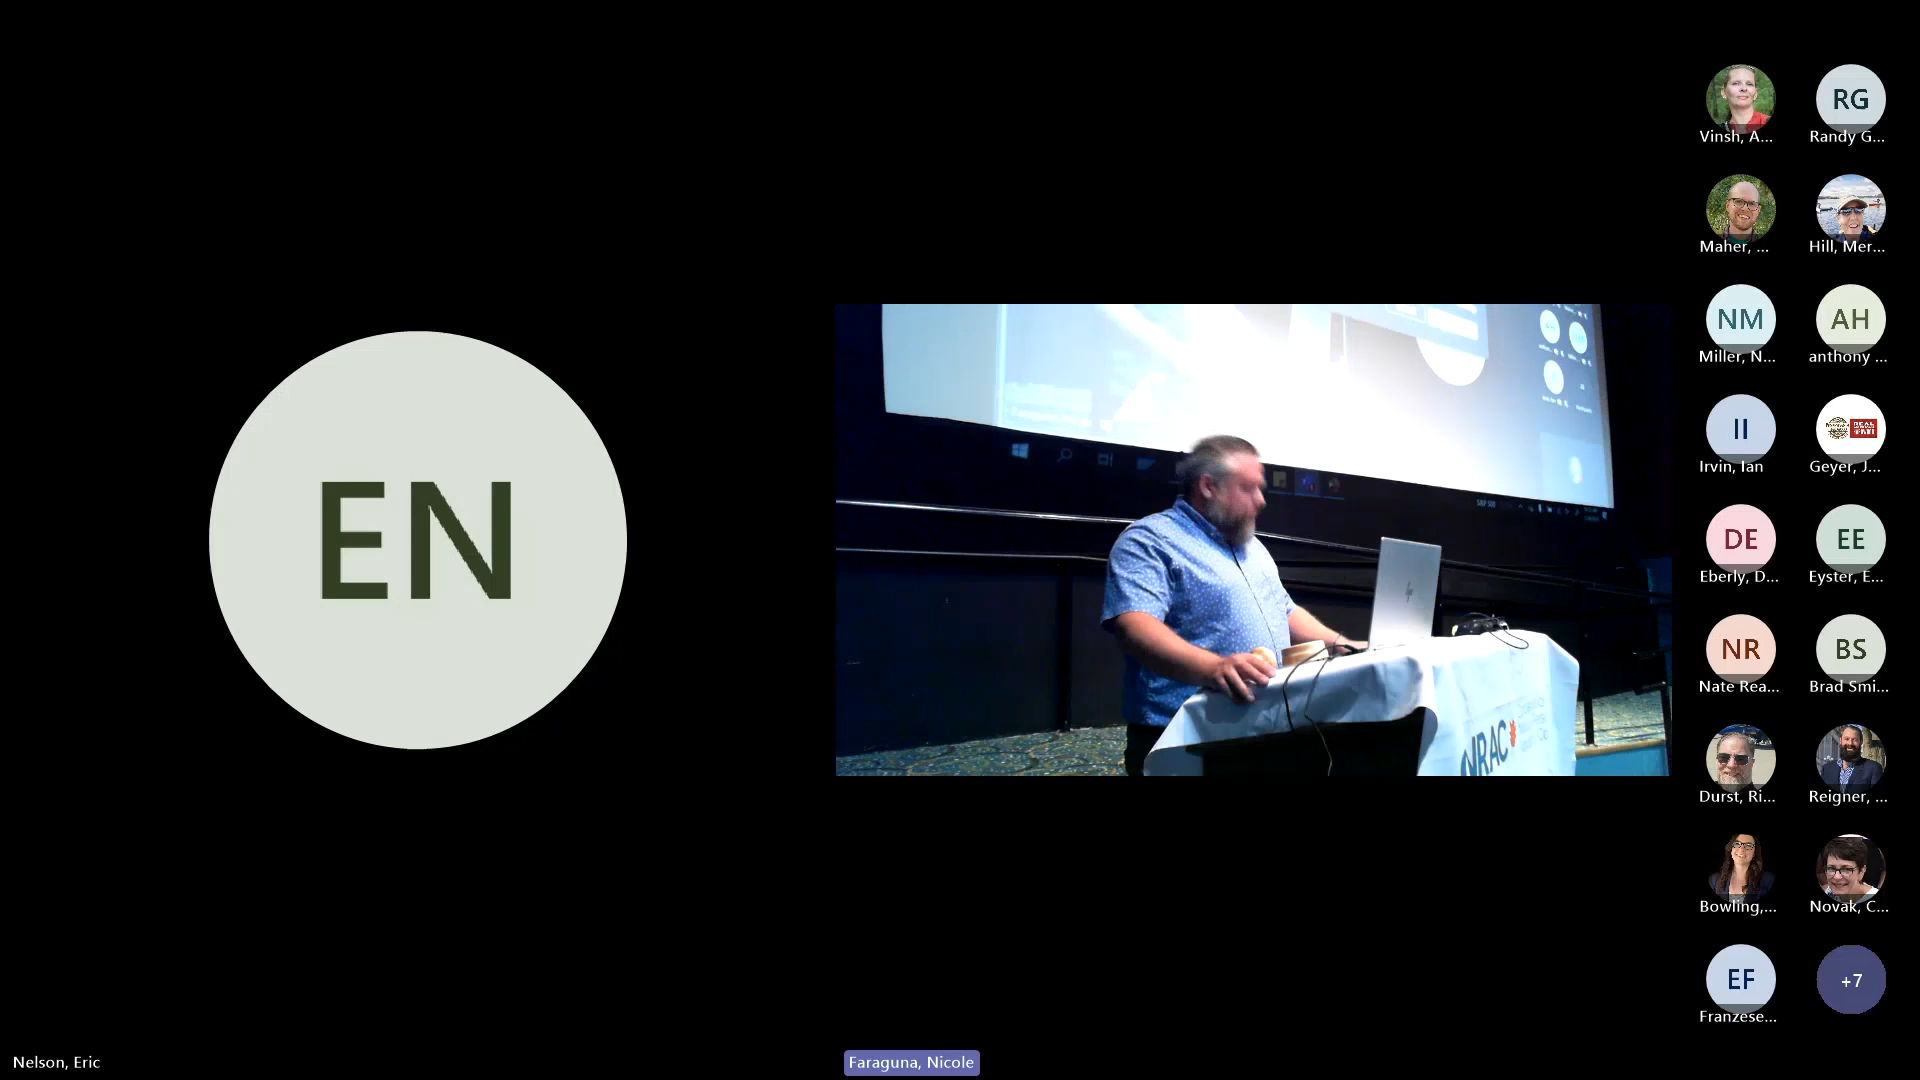 EN
Nelson, Eric
NRAC
Faraguna, Nicole
Vinsh, A...
RG
Randy G...
Maher, ...
Hill, Mer...
NM
Miller, N...
AH
anthony ...
II
Irvin, Ian
Geyer, J...
DE
Eberly, D...
EE
Eyster, E...
NR
Nate Rea...
BS
Brad Smi...
Durst, Ri...
Reigner, ...
Bowling,...
Novak, C...
EF
Franzese...
+7